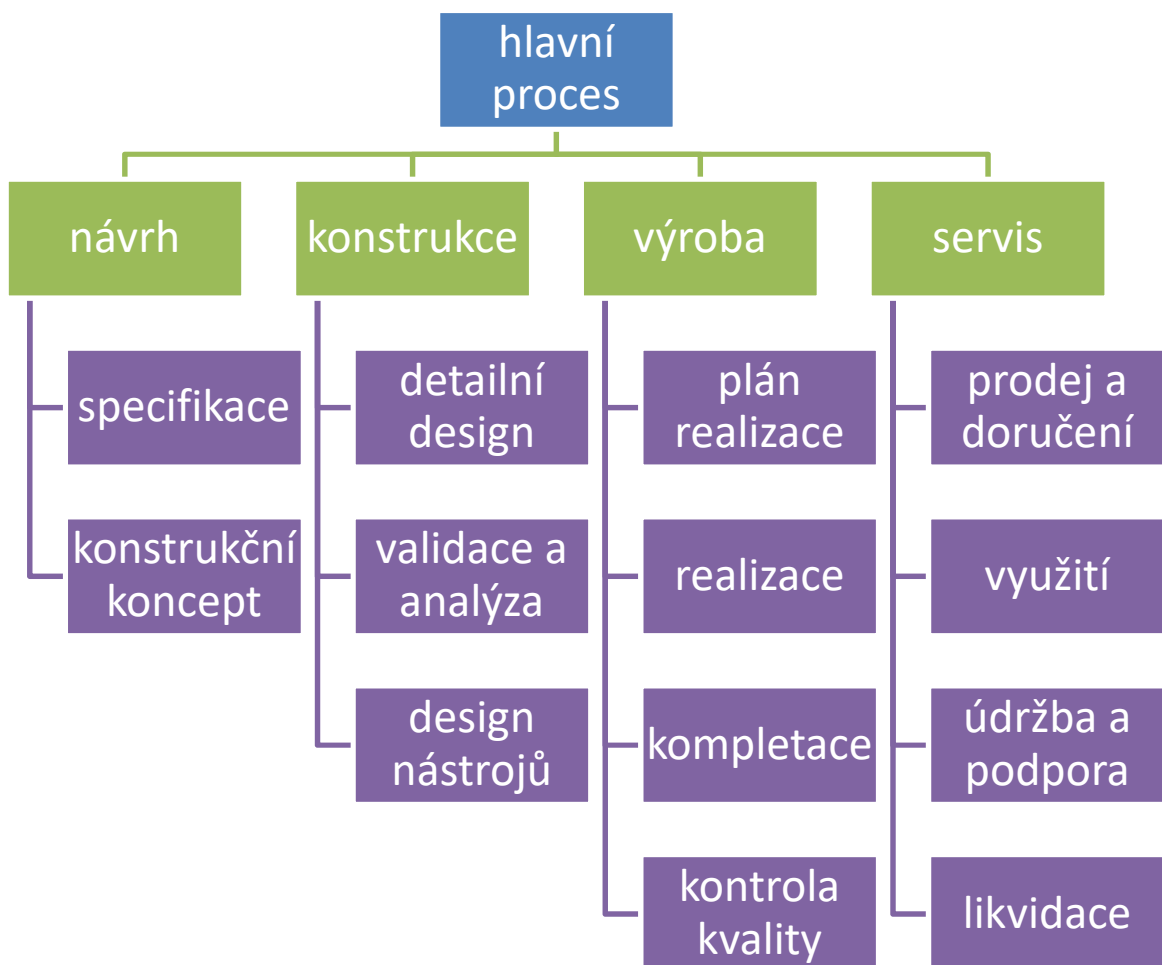 hlavní
proces
návrh
konstrukce
výroba
servis
specifikace
konstrukční
koncept
detailní
design
validace a
analýza
design
nástrojů
plán
realizace
realizace
kompletace
kontrola
kvality
prodej a
doručení
využití
údržba a
podpora
likvidace